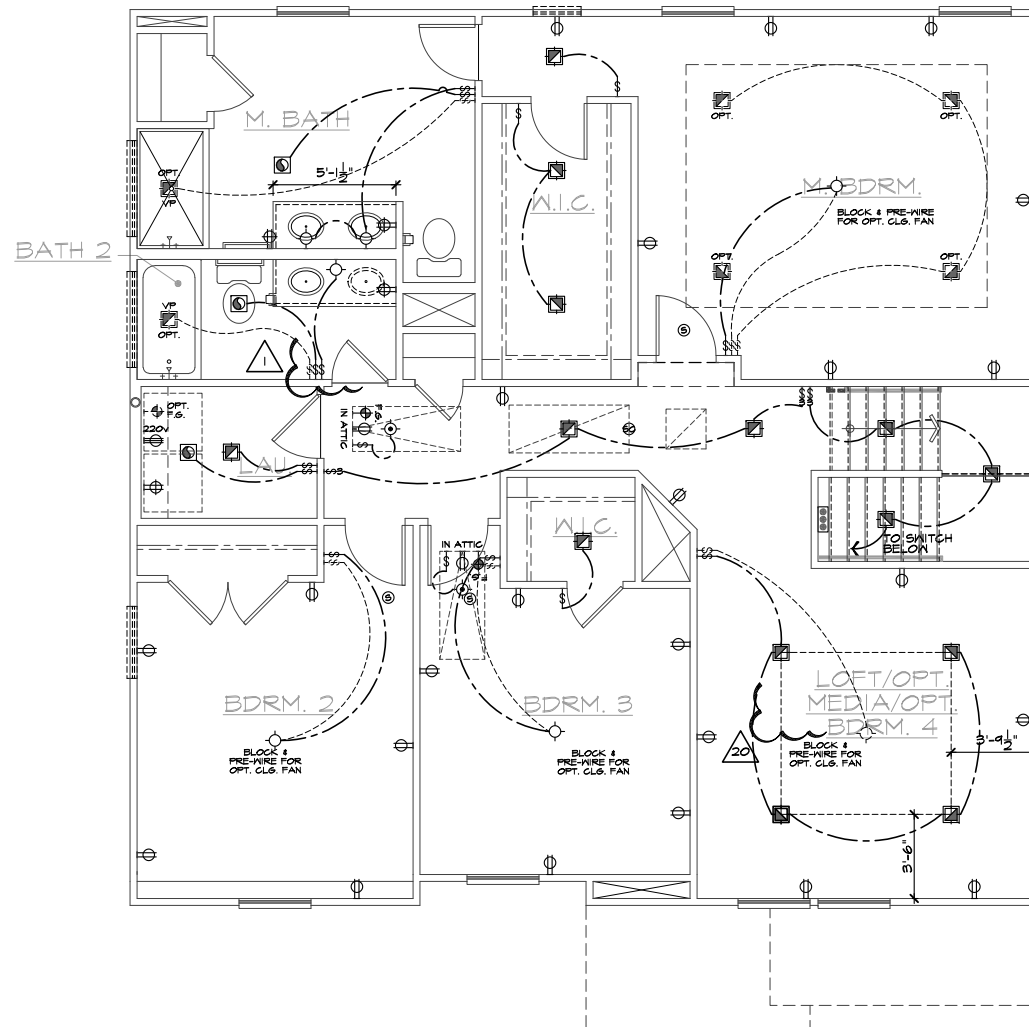 M. BATH
OPT.
VP
5'-1½"
W.I.C.
OPT.
OPT.
M. BDRM.
BLOCK & PRE-WIRE
FOR OPT. CLG. FAN
OPT.
OPT.
BATH 2
VP
OPT.
1
S
OPT.
F.G.
220V
LAU.
IN ATTIC
F.G.
W.I.C.
TO SWITCH
BELOW
IN ATTIC
S
S
BDRM. 2
BLOCK &
PRE-WIRE FOR
OPT. CLG. FAN
BDRM. 3
BLOCK &
PRE-WIRE FOR
OPT. CLG. FAN
LOFT/OPT.
MEDIA/OPT.
BDRM. 4
20
BLOCK &
PRE-WIRE FOR
OPT. CLG. FAN
3'-9½"
3'-6"